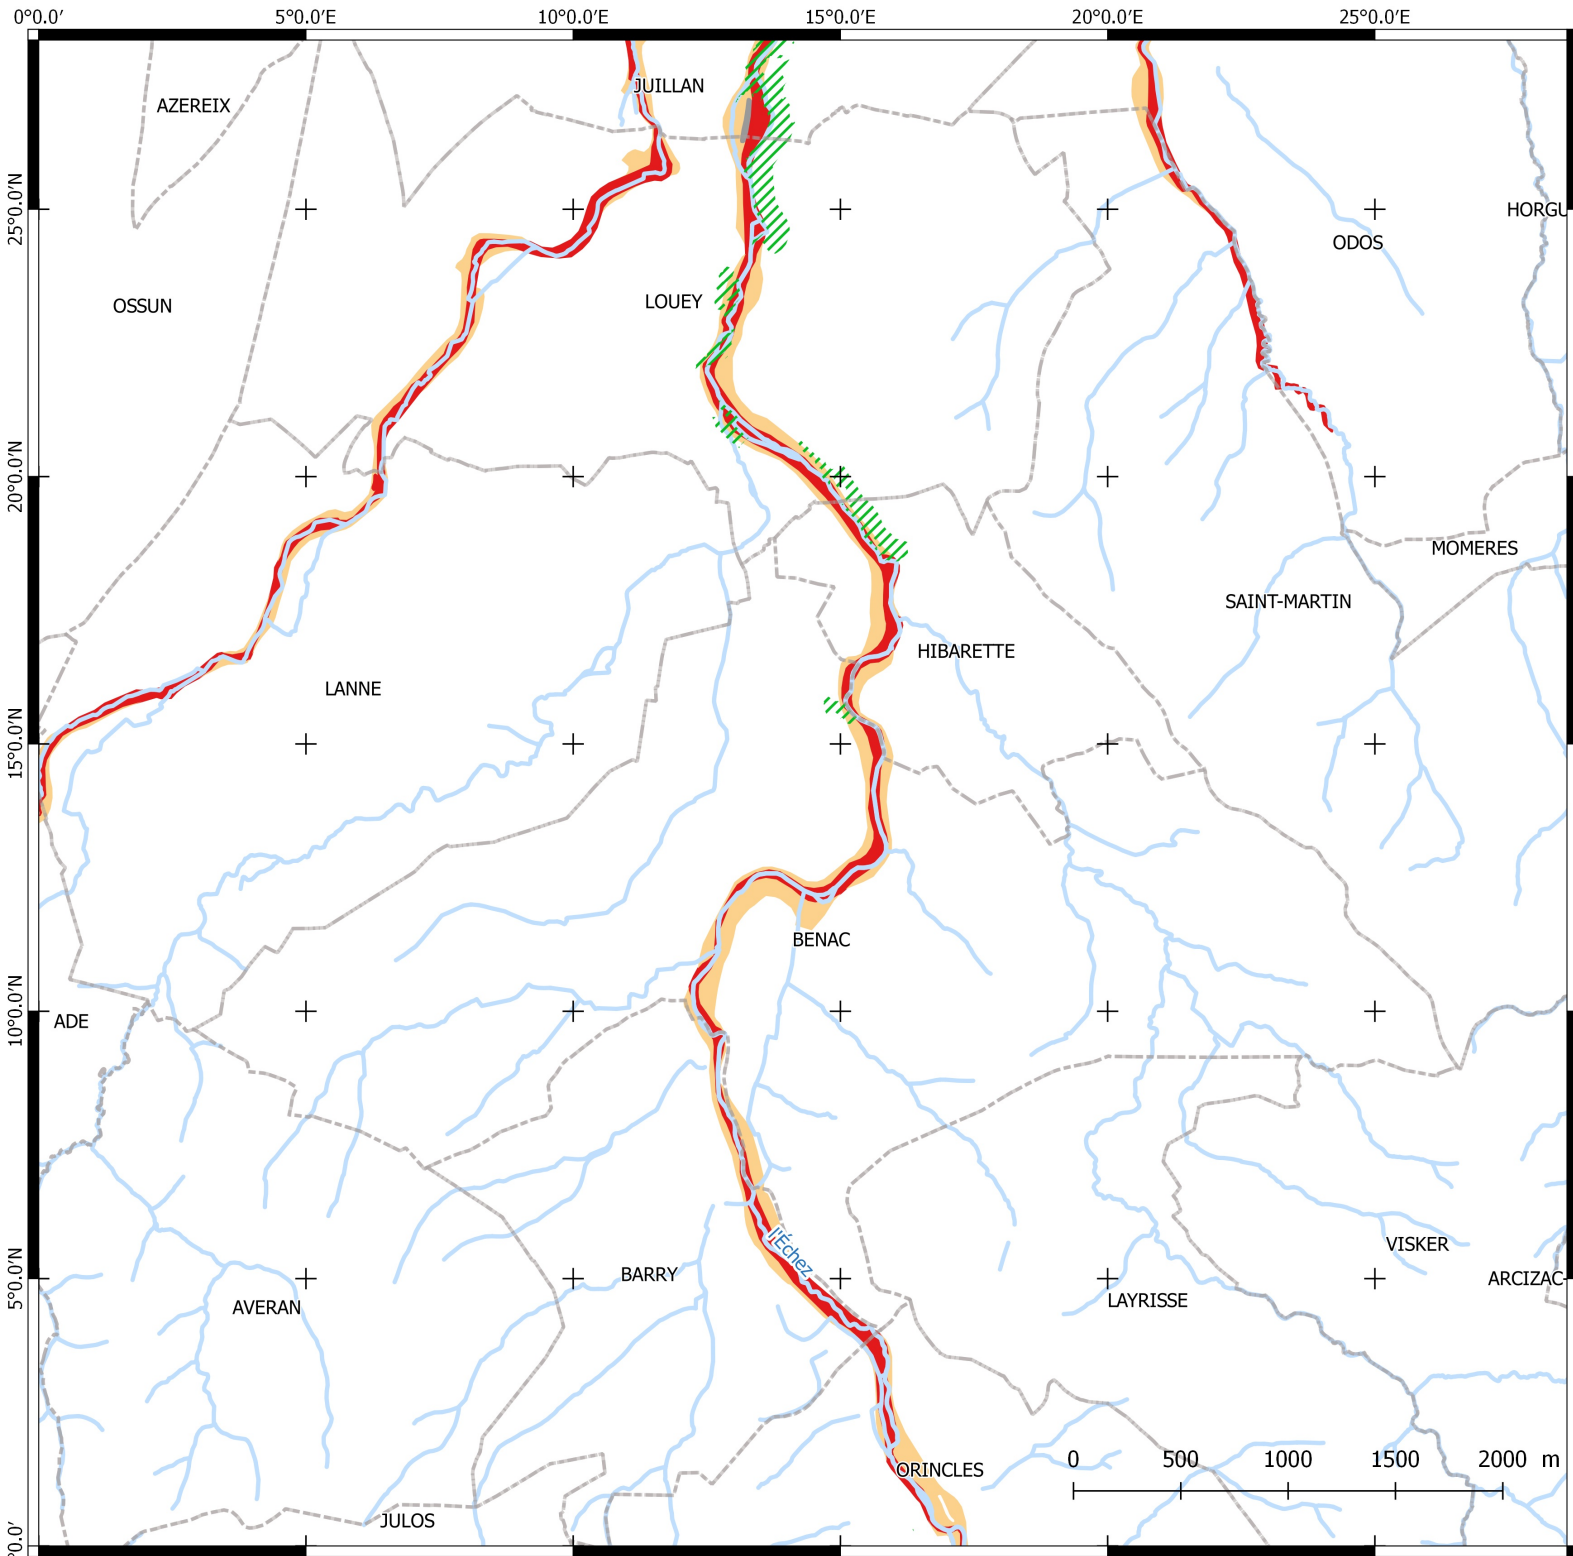 0°0.0′ 5°0.0′E 10°0.0′E 15°0.0′E 20°0.0′E 25°0.0′E
JUILLAN
AZEREIX
25°0.0′N
HORGU
ODOS
LOUEY
OSSUN
20°0.0′N
MOMERES
SAINT-MARTIN
HIBARETTE
LANNE
15°0.0′N
BENAC
10°0.0′N
ADE
l'Échez
VISKER
5°0.0′N
BARRY
ARCIZAC-
LAYRISSE
AVERAN
0 500 1000 1500 2000 m
ORINCLES
JULOS
°0.0′